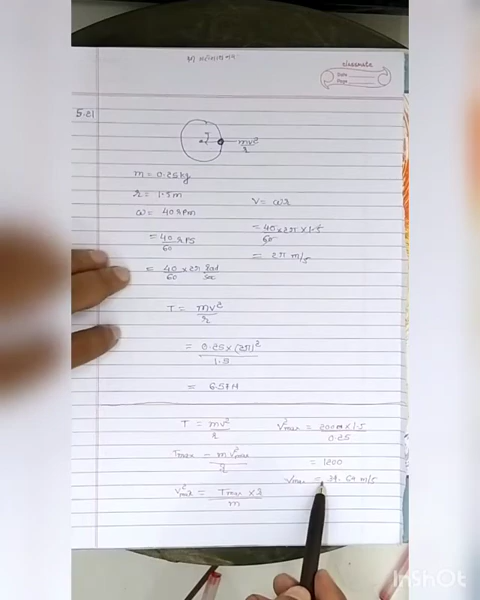 classmate
Date
Page
5.21
T
mv²
r
m = 0.25kg
r = 1.5m
ω = 40 rpm
= 40/60 rps
= 40/60 × 2π rad/sec
V = ωr
= 40/60 × 2π × 1.5
= 2π m/s
T = mv²/r
= 0.25 × (2π)²/1.5
= 6.57N
T = mv²/r
Tmax = mv²max/r
V²max = Tmax × r/m
V²max = 200 × 1.5/0.25
= 1200
Vmax = 34.64 m/s
InShOt